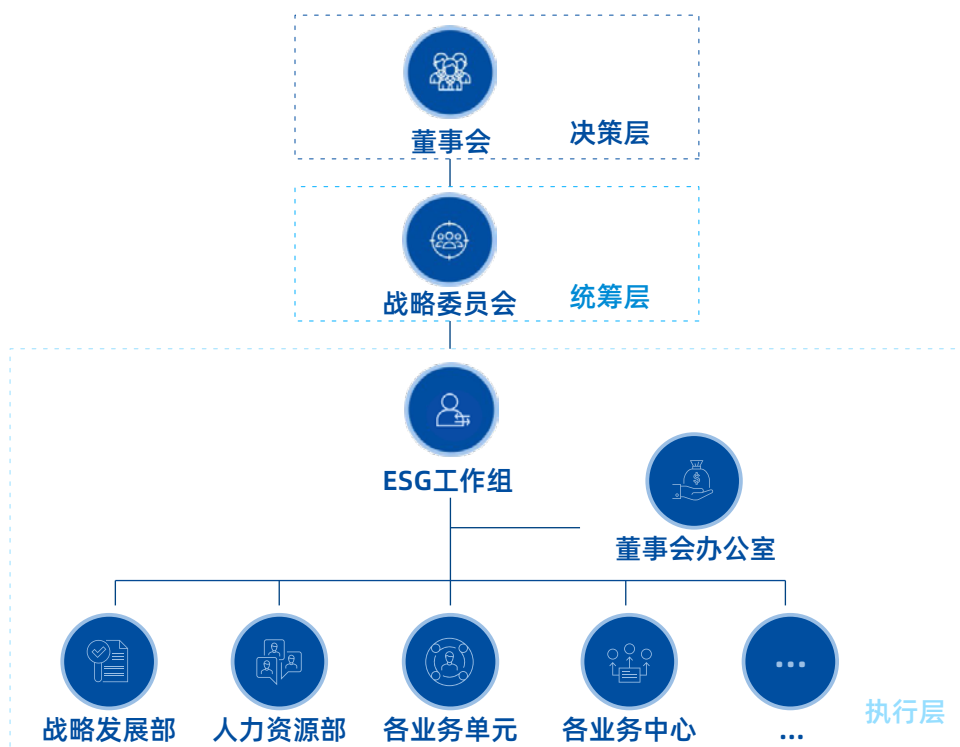 董事会
决策层
战略委员会
统筹层
ESG工作组
董事会办公室
战略发展部
人力资源部
各业务单元
各业务中心
...
执行层